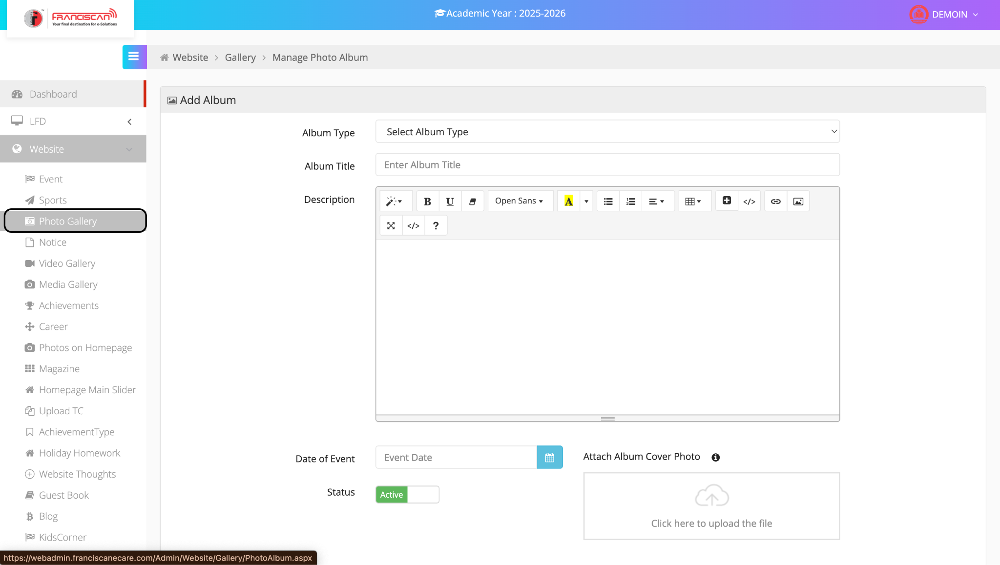 FRANCISCAN
Your final destination for e-Solutions
Academic Year : 2025-2026
DEMOIN
Website > Gallery > Manage Photo Album
Dashboard
LFD
Website
Event
Sports
Photo Gallery
Notice
Video Gallery
Media Gallery
Achievements
Career
Photos on Homepage
Magazine
Homepage Main Slider
Upload TC
AchievementType
Holiday Homework
Website Thoughts
Guest Book
Blog
KidsCorner
Add Album
Album Type
Select Album Type
Album Title
Enter Album Title
Description
B U Open Sans A </>
</> ?
Date of Event
Event Date
Attach Album Cover Photo
Status
Active
Click here to upload the file
https://webadmin.franciscanecare.com/Admin/Website/Gallery/PhotoAlbum.aspx